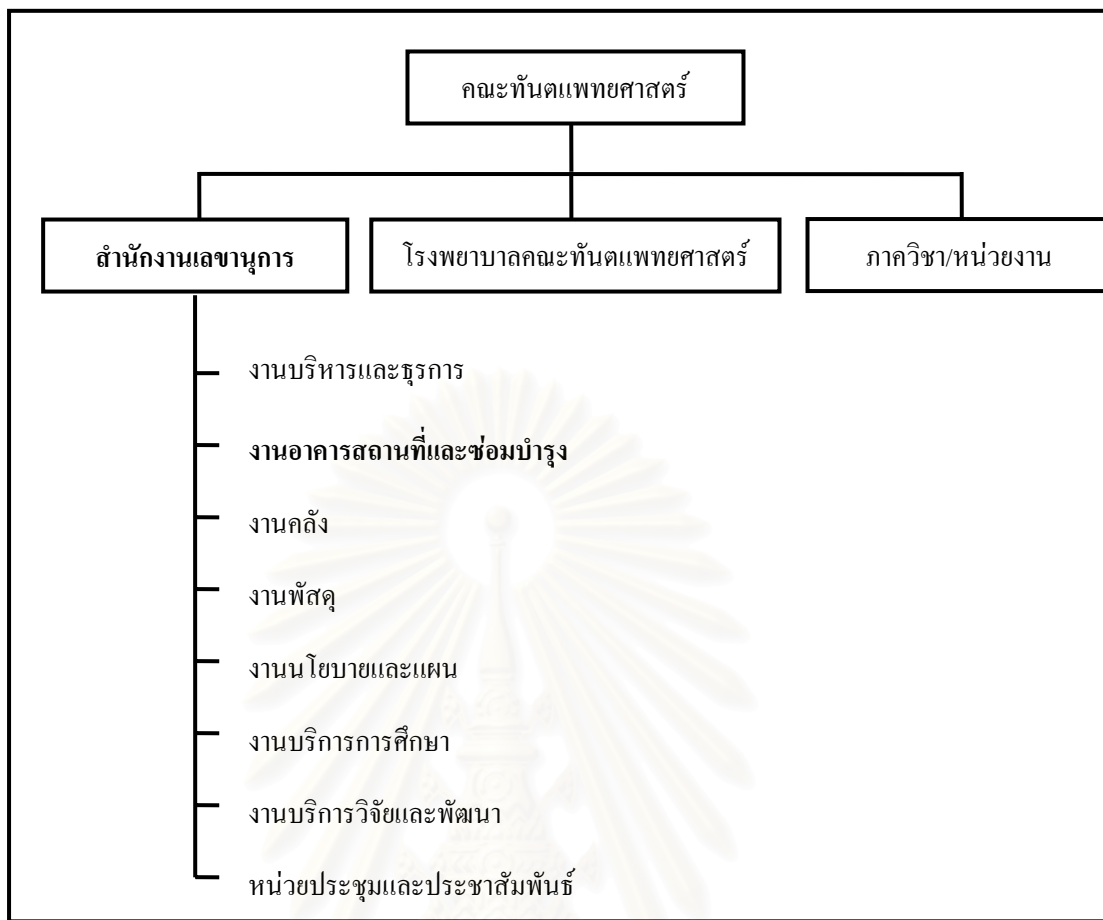 คณะทันตแพทยศาสตร์
สำนักงานเลขานุการ
โรงพยาบาลคณะทันตแพทยศาสตร์
ภาควิชา/หน่วยงาน
งานบริหารและธุรการ
งานอาคารสถานที่และซ่อมบำรุง
งานคลัง
งานพัสดุ
งานนโยบายและแผน
งานบริการการศึกษา
งานบริการวิจัยและพัฒนา
หน่วยประชุมและประชาสัมพันธ์